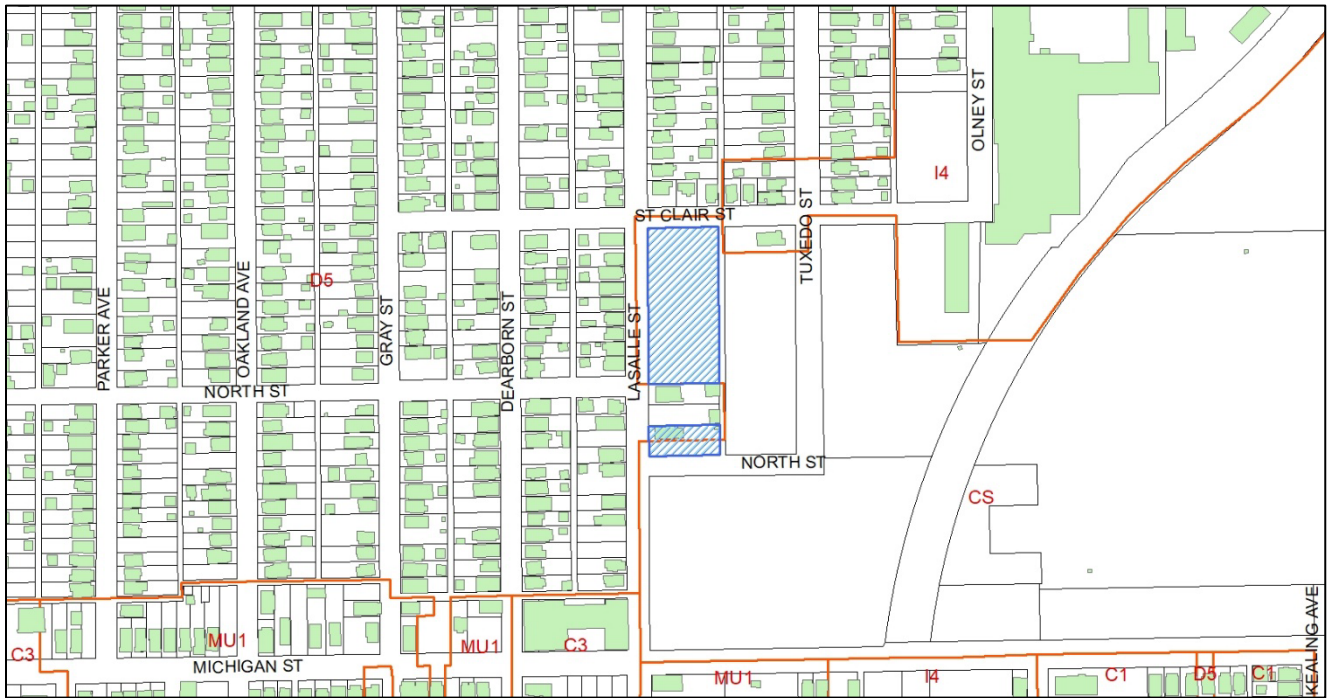 OLNEY ST
I4
ST CLAIR ST
TUXEDO ST
D5
PARKER AVE
OAKLAND AVE
GRAY ST
DEARBORN ST
LASALLE ST
NORTH ST
NORTH ST
CS
KEALING AVE
C3
MU1
MU1
C3
MICHIGAN ST
MU1
I4
C1
D5
C1